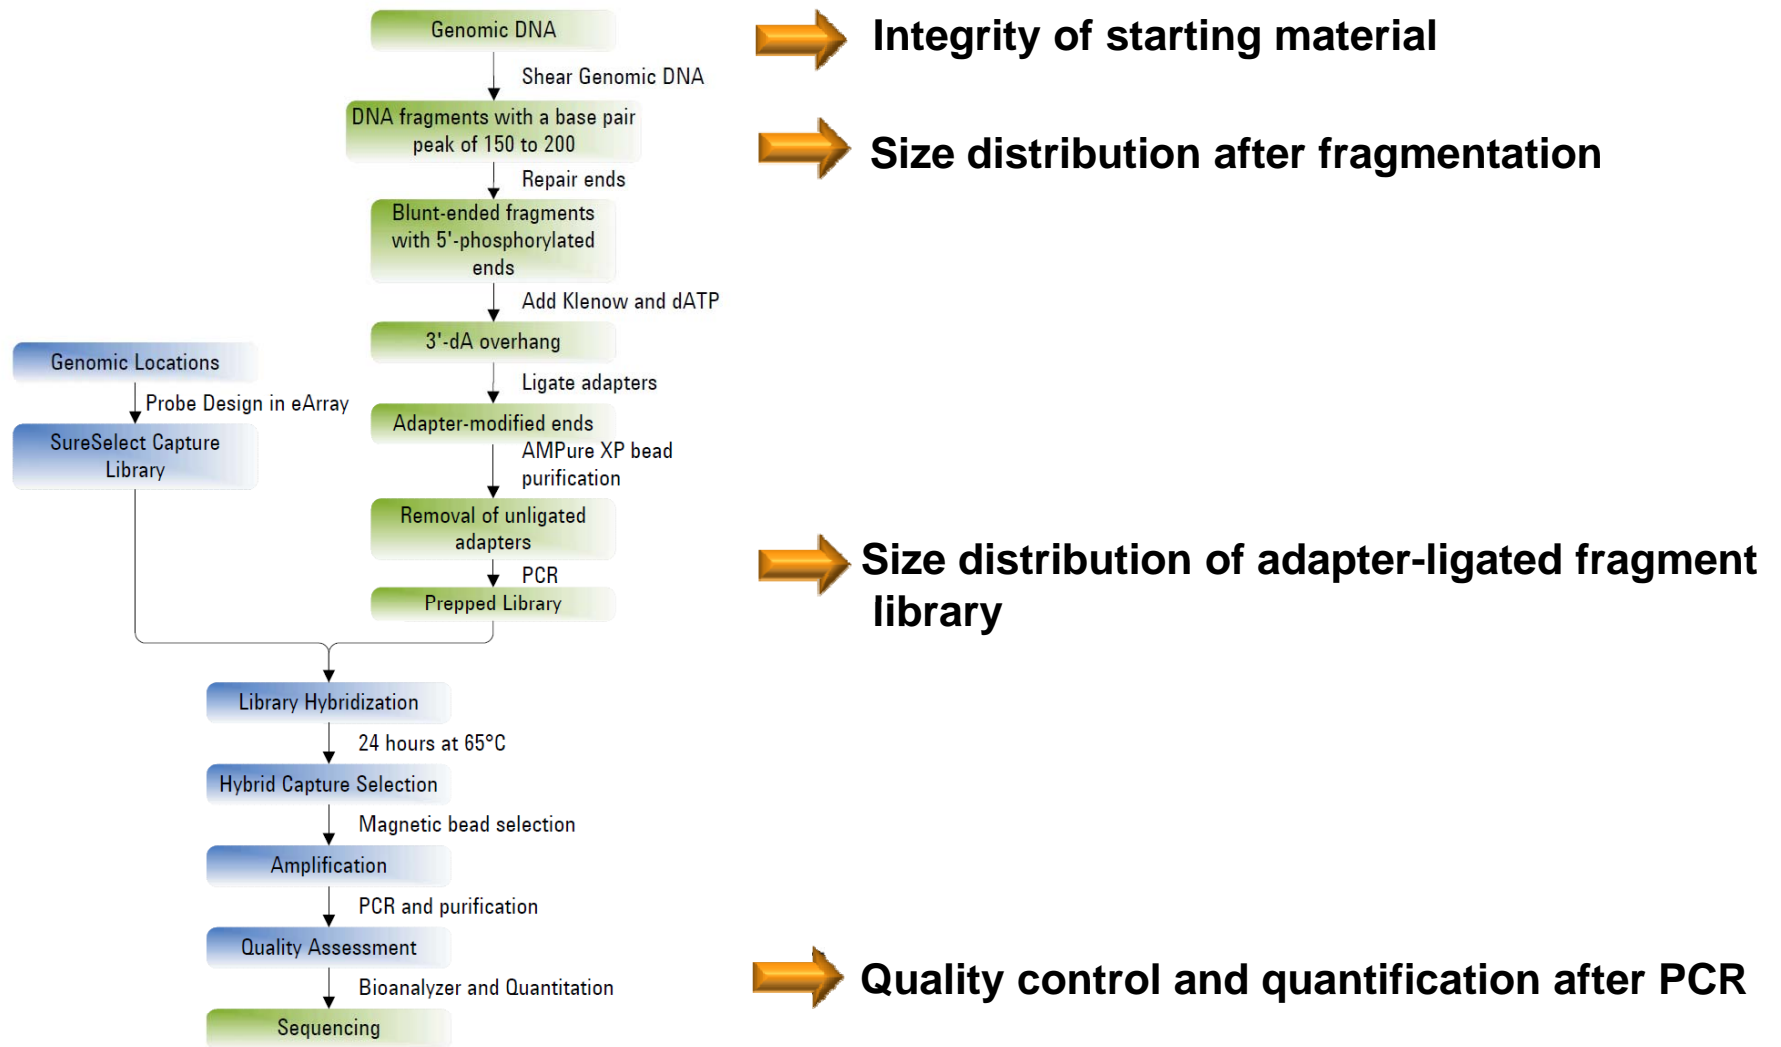 Genomic DNA
Integrity of starting material
Shear Genomic DNA
DNA fragments with a base pair
peak of 150 to 200
Size distribution after fragmentation
Repair ends
Blunt-ended fragments
with 5'-phosphorylated
ends
Add Klenow and dATP
3'-dA overhang
Genomic Locations
Ligate adapters
Probe Design in eArray
Adapter-modified ends
SureSelect Capture
Library
AMPure XP bead
purification
Removal of unligated
adapters
Size distribution of adapter-ligated fragment
library
PCR
Prepped Library
Library Hybridization
24 hours at 65°C
Hybrid Capture Selection
Magnetic bead selection
Amplification
PCR and purification
Quality Assessment
Quality control and quantification after PCR
Bioanalyzer and Quantitation
Sequencing